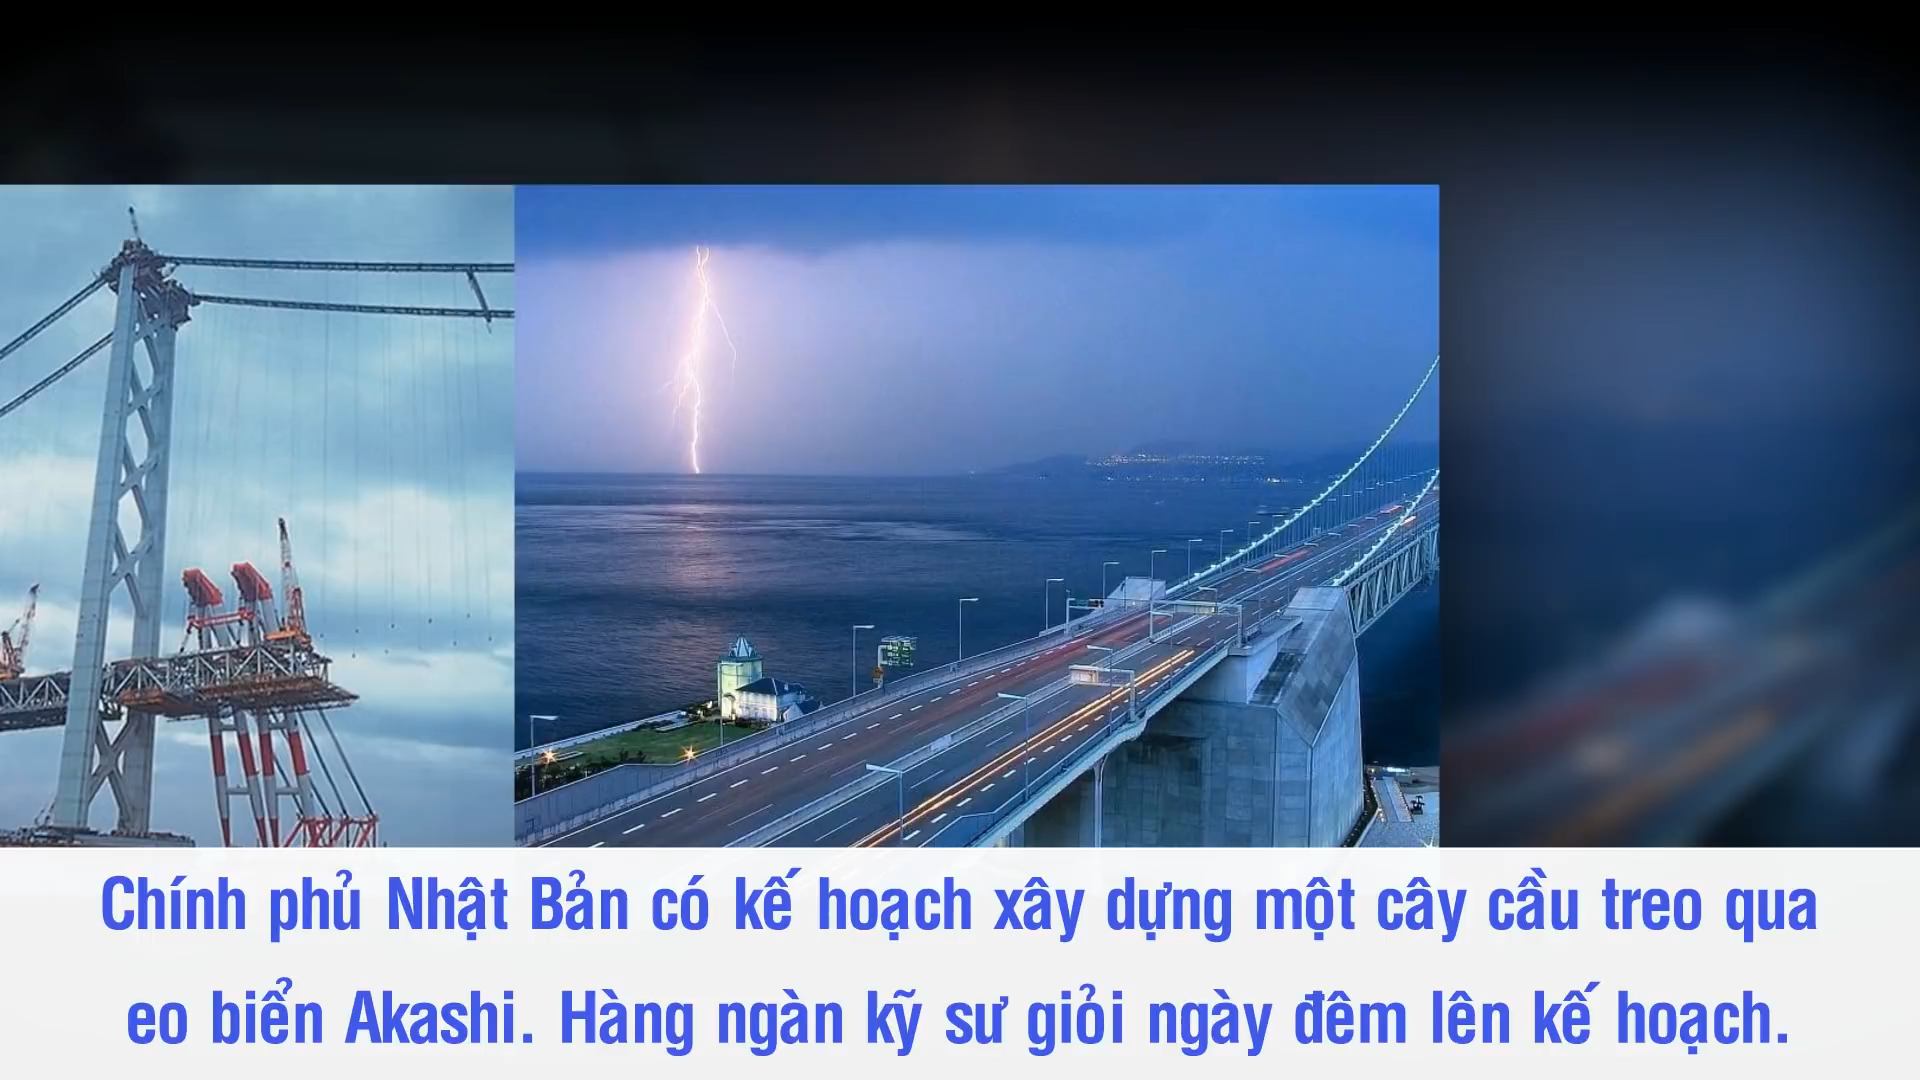 Chính phủ Nhật Bản có kế hoạch xây dựng một cây cầu treo qua
eo biển Akashi. Hàng ngàn kỹ sư giỏi ngày đêm lên kế hoạch.